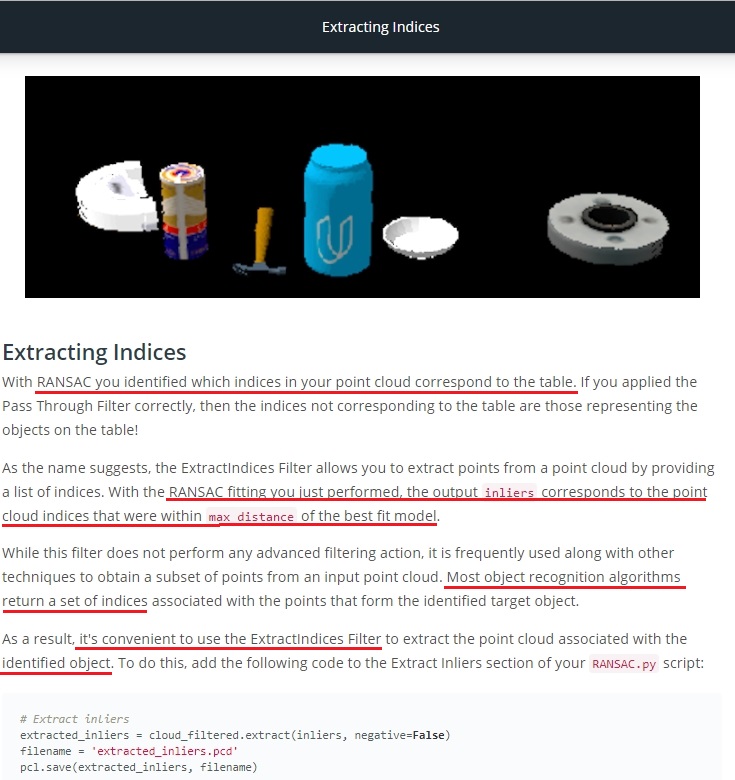 Extracting Indices
Extracting Indices
With RANSAC you identified which indices in your point cloud correspond to the table. If you applied the
Pass Through Filter correctly, then the indices not corresponding to the table are those representing the
objects on the table!
As the name suggests, the ExtractIndices Filter allows you to extract points from a point cloud by providing
a list of indices. With the RANSAC fitting you just performed, the output inliers corresponds to the point
cloud indices that were within max distance of the best fit model.
While this filter does not perform any advanced filtering action, it is frequently used along with other
techniques to obtain a subset of points from an input point cloud. Most object recognition algorithms
return a set of indices associated with the points that form the identified target object.
As a result, it's convenient to use the ExtractIndices Filter to extract the point cloud associated with the
identified object. To do this, add the following code to the Extract Inliers section of your RANSAC.py script:
# Extract inliers
extracted_inliers = cloud_filtered.extract(inliers, negative=False)
filename = 'extracted_inliers.pcd'
pcl.save(extracted_inliers, filename)